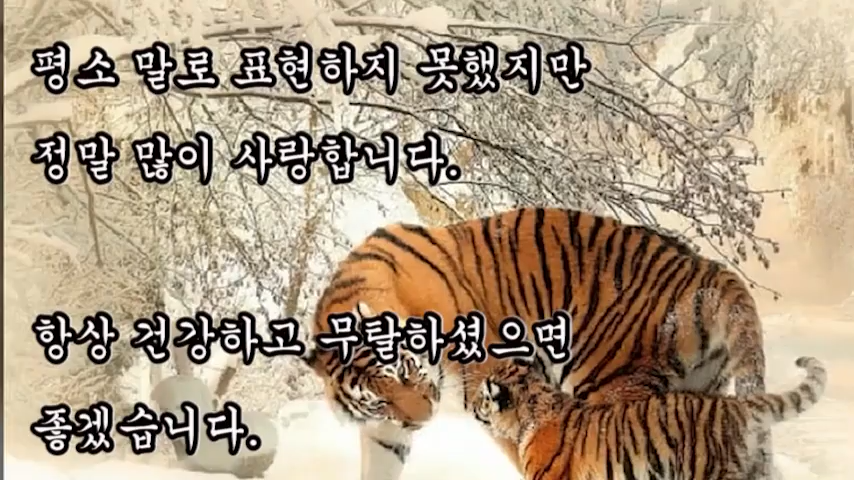 평소 말로 표현하지 못했지만
정말 많이 사랑합니다.
항상 건강하고 무탈하셨으면
좋겠습니다.